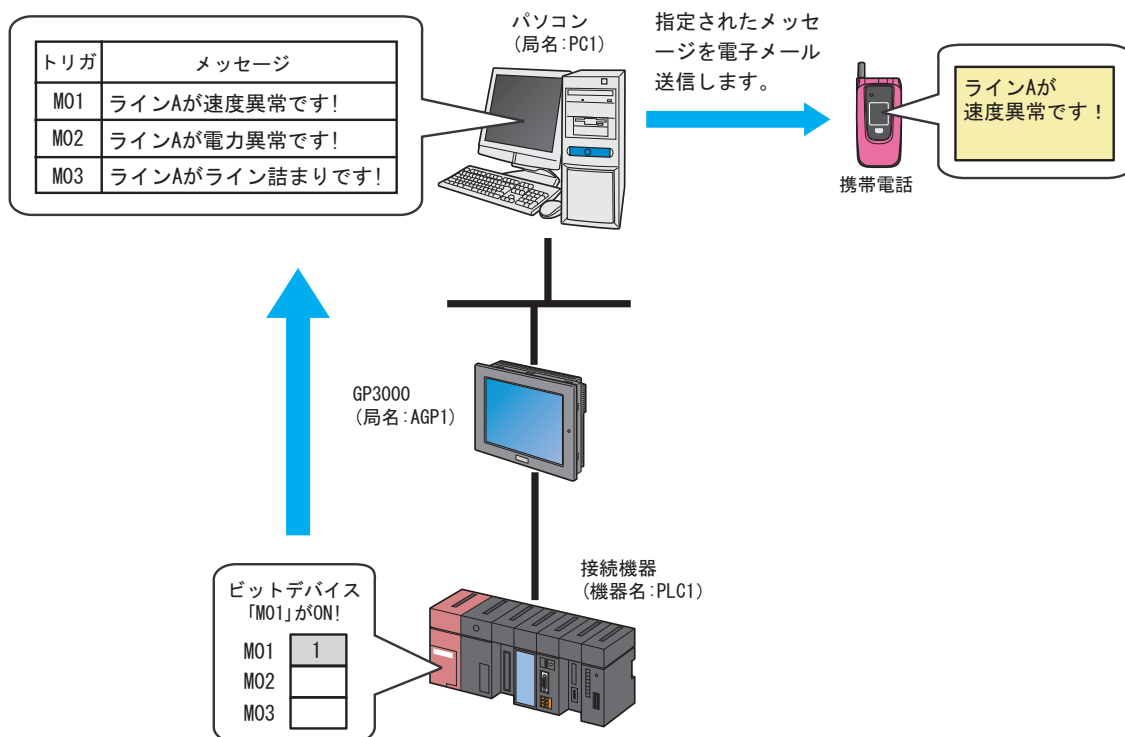 トリガ メッセージ
M01 ラインAが速度異常です!
M02 ラインAが電力異常です!
M03 ラインAがライン詰まりです!
パソコン
(局名:PC1)
指定されたメッセ
ージを電子メール
送信します。
ラインAが
速度異常です!
携帯電話
GP3000
(局名:AGP1)
接続機器
(機器名:PLC1)
ビットデバイス
「M01」がON!
M01 1
M02
M03